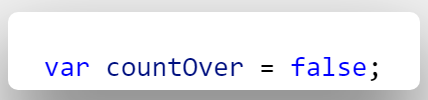 var countOver = false;